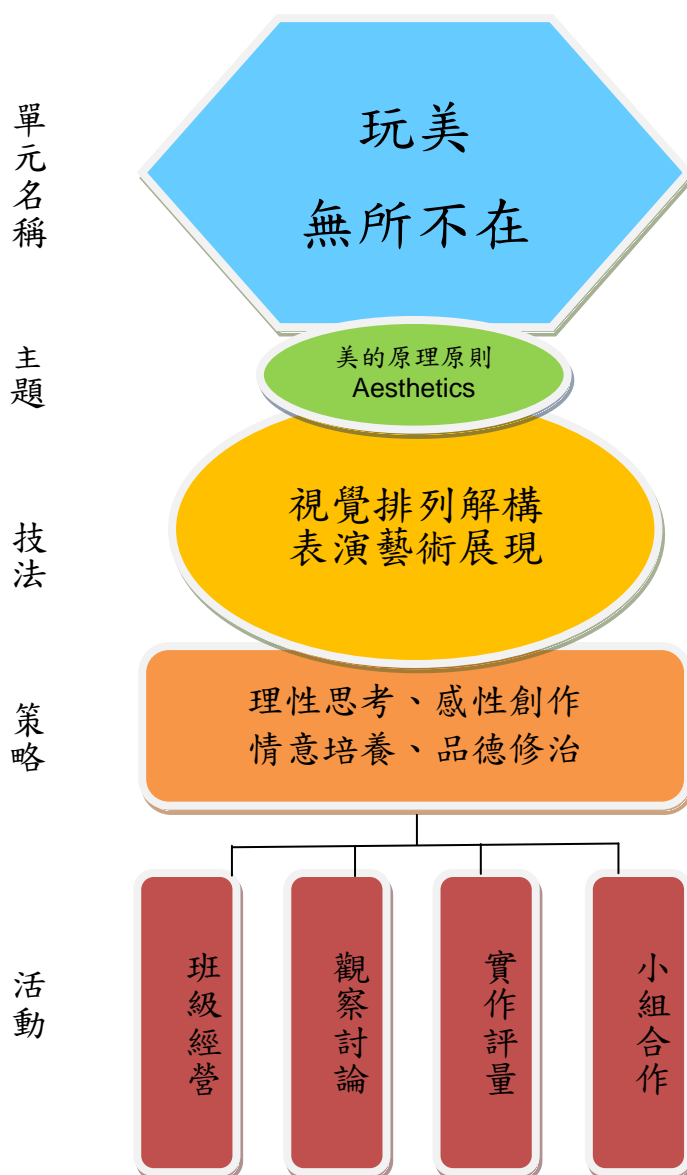 單元名稱
玩美
無所不在
主題
美的原理原則
Aesthetics
技法
視覺排列解構
表演藝術展現
策略
理性思考、感性創作
情意培養、品德修治
活動
班級經營
觀察討論
實作評量
小組合作